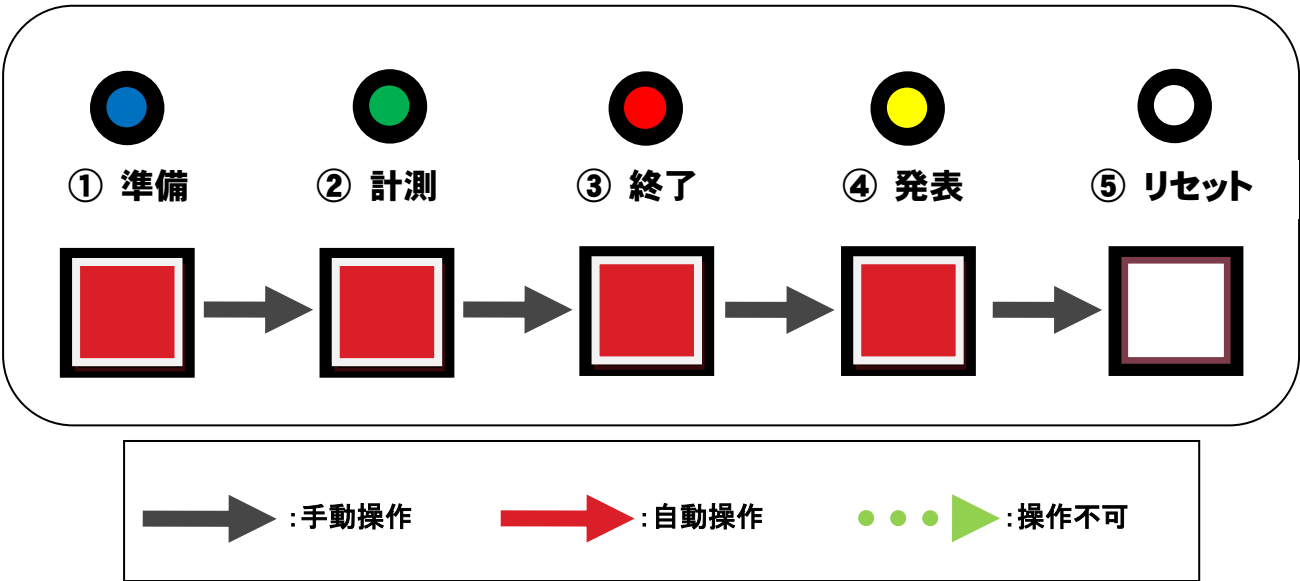 ① 準備
② 計測
③ 終了
④ 発表
⑤ リセット
:手動操作
:自動操作
:操作不可